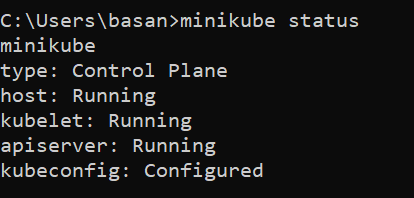 C:\Users\basan>minikube status
minikube
type: Control Plane
host: Running
kubelet: Running
apiserver: Running
kubeconfig: Configured